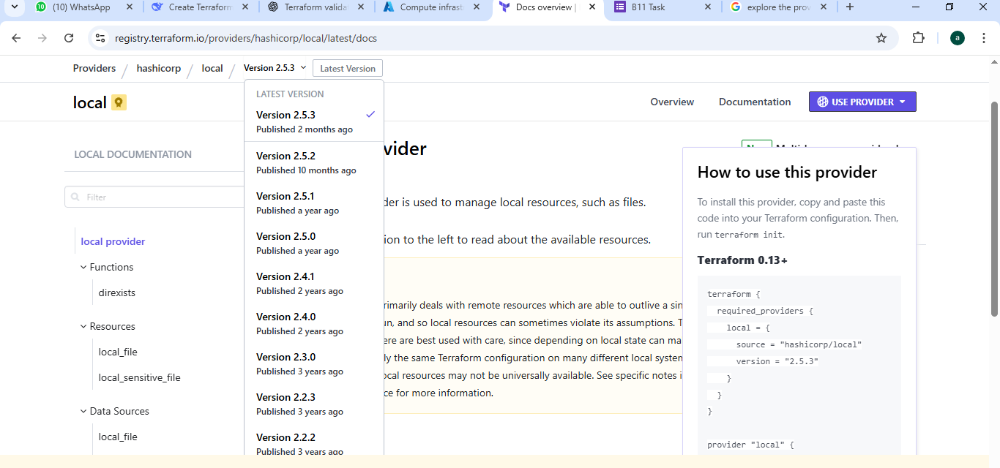 (10) WhatsApp
Create Terraform
Terraform valida
Compute infrast
Docs overview |
B11 Task
explore the prov
registry.terraform.io/providers/hashicorp/local/latest/docs
a
Providers / hashicorp / local / Version 2.5.3 Latest Version
local
Overview
Documentation
USE PROVIDER
LATEST VERSION
Version 2.5.3
Published 2 months ago
Version 2.5.2
Published 10 months ago
Version 2.5.1
Published a year ago
Version 2.5.0
Published a year ago
Version 2.4.1
Published 2 years ago
Version 2.4.0
Published 2 years ago
Version 2.3.0
Published 3 years ago
Version 2.2.3
Published 3 years ago
Version 2.2.2
Published 3 years ago
LOCAL DOCUMENTATION
Filter
local provider
Functions
direxists
Resources
local_file
local_sensitive_file
Data Sources
local_file
vider
der is used to manage local resources, such as files.
ion to the left to read about the available resources.
rimarily deals with remote resources which are able to outlive a sin
un, and so local resources can sometimes violate its assumptions. T
ere are best used with care, since depending on local state can ma
ly the same Terraform configuration on many different local system
ocal resources may not be universally available. See specific notes i
ce for more information.
How to use this provider
To install this provider, copy and paste this
code into your Terraform configuration. Then,
run terraform init.
Terraform 0.13+
terraform {
required_providers {
local = {
source = "hashicorp/local"
version = "2.5.3"
}
}
}
provider "local" {